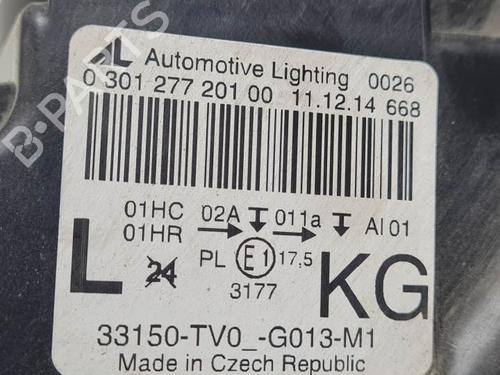 AL Automotive Lighting 0026
0 301 277 201 00 11.12.14 668
01HC 02A 011a AI 01
01HR
L 24 PL E1 17,5 KG
3177
33150-TV0_-G013-M1
Made in Czech Republic
B-PARTS